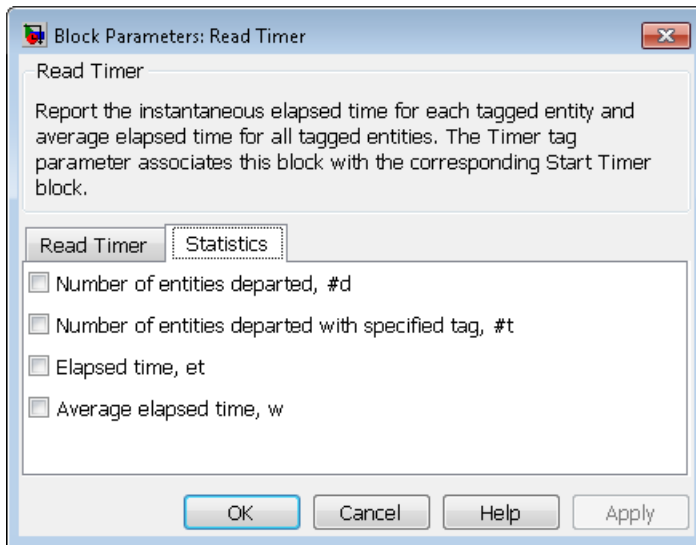 Block Parameters: Read Timer
Read Timer
Report the instantaneous elapsed time for each tagged entity and
average elapsed time for all tagged entities. The Timer tag
parameter associates this block with the corresponding Start Timer
block.
Read Timer Statistics
Number of entities departed, #d
Number of entities departed with specified tag, #t
Elapsed time, et
Average elapsed time, w
OK Cancel Help Apply